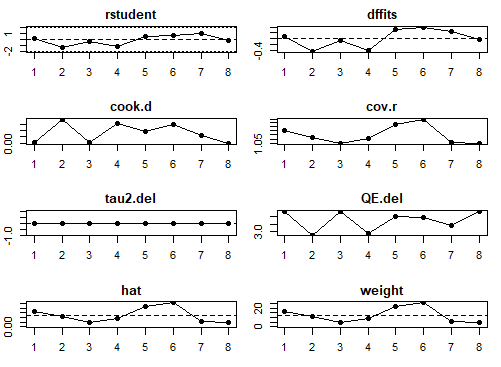 rstudent
dffits
-2 1
-0.4
1 2 3 4 5 6 7 8
1 2 3 4 5 6 7 8
cook.d
cov.r
0.00
1.05
1 2 3 4 5 6 7 8
1 2 3 4 5 6 7 8
tau2.del
QE.del
-1.0
3.0
1 2 3 4 5 6 7 8
1 2 3 4 5 6 7 8
hat
weight
0.00
0 20
1 2 3 4 5 6 7 8
1 2 3 4 5 6 7 8